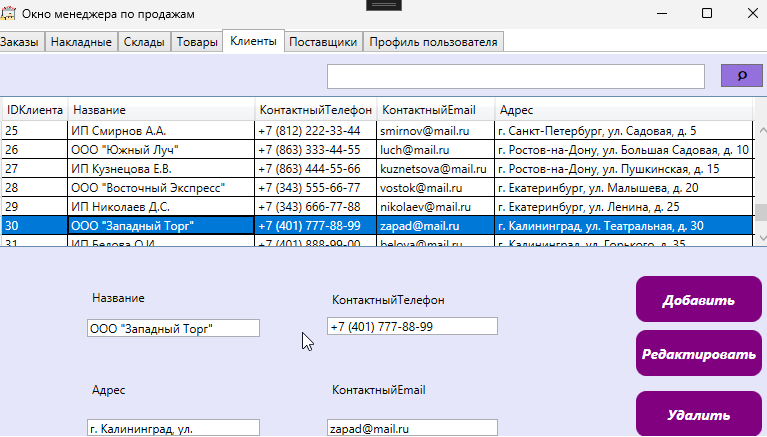 Окно менеджера по продажам
Заказы Накладные Склады Товары Клиенты Поставщики Профиль пользователя
IDКлиента Название КонтактныйТелефон КонтактныйEmail Адрес
25 ИП Смирнов А.А. +7 (812) 222-33-44 smirnov@mail.ru г. Санкт-Петербург, ул. Садовая, д. 5
26 ООО "Южный Луч" +7 (863) 333-44-55 luch@mail.ru г. Ростов-на-Дону, ул. Большая Садовая, д. 10
27 ИП Кузнецова Е.В. +7 (863) 444-55-66 kuznetsova@mail.ru г. Ростов-на-Дону, ул. Пушкинская, д. 15
28 ООО "Восточный Экспресс" +7 (343) 555-66-77 vostok@mail.ru г. Екатеринбург, ул. Малышева, д. 20
29 ИП Николаев Д.С. +7 (343) 666-77-88 nikolaev@mail.ru г. Екатеринбург, ул. Ленина, д. 25
30 ООО "Западный Торг" +7 (401) 777-88-99 zapad@mail.ru г. Калининград, ул. Театральная, д. 30
31 ИП Белова О.И. +7 (401) 888-99-00 belova@mail.ru г. Калининград, ул. Горького, д. 35
Название КонтактныйТелефон
Добавить
ООО "Западный Торг" +7 (401) 777-88-99
Редактировать
Адрес КонтактныйEmail
Удалить
г. Калининград, ул. zapad@mail.ru